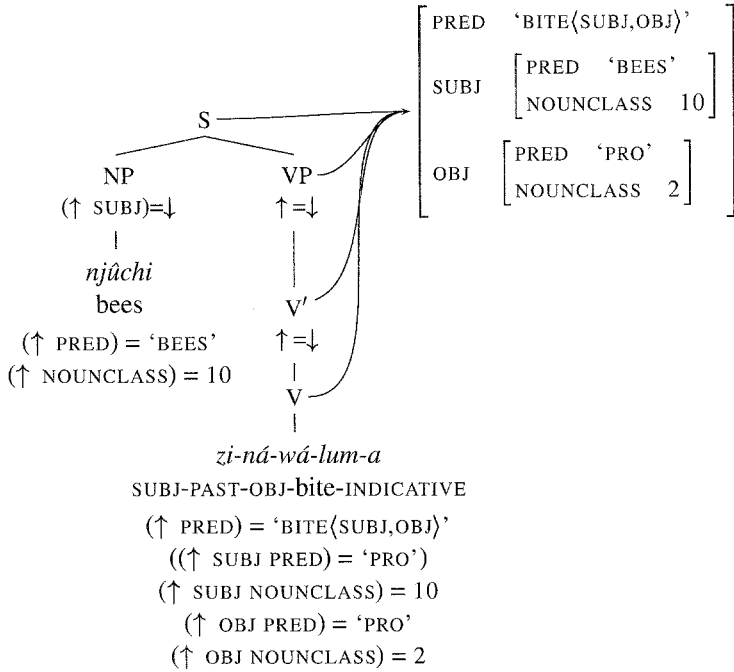 PRED ‘BITE⟨SUBJ,OBJ⟩’
SUBJ
PRED ‘BEES’
NOUNCLASS 10
OBJ
PRED ‘PRO’
NOUNCLASS 2
S
NP VP
(↑ SUBJ)=↓ ↑=↓
njûchi
bees V′
(↑ PRED) = ‘BEES’ ↑=↓
(↑ NOUNCLASS) = 10
V
zi-ná-wá-lum-a
SUBJ-PAST-OBJ-bite-INDICATIVE
(↑ PRED) = ‘BITE⟨SUBJ,OBJ⟩’
((↑ SUBJ PRED) = ‘PRO’)
(↑ SUBJ NOUNCLASS) = 10
(↑ OBJ PRED) = ‘PRO’
(↑ OBJ NOUNCLASS) = 2